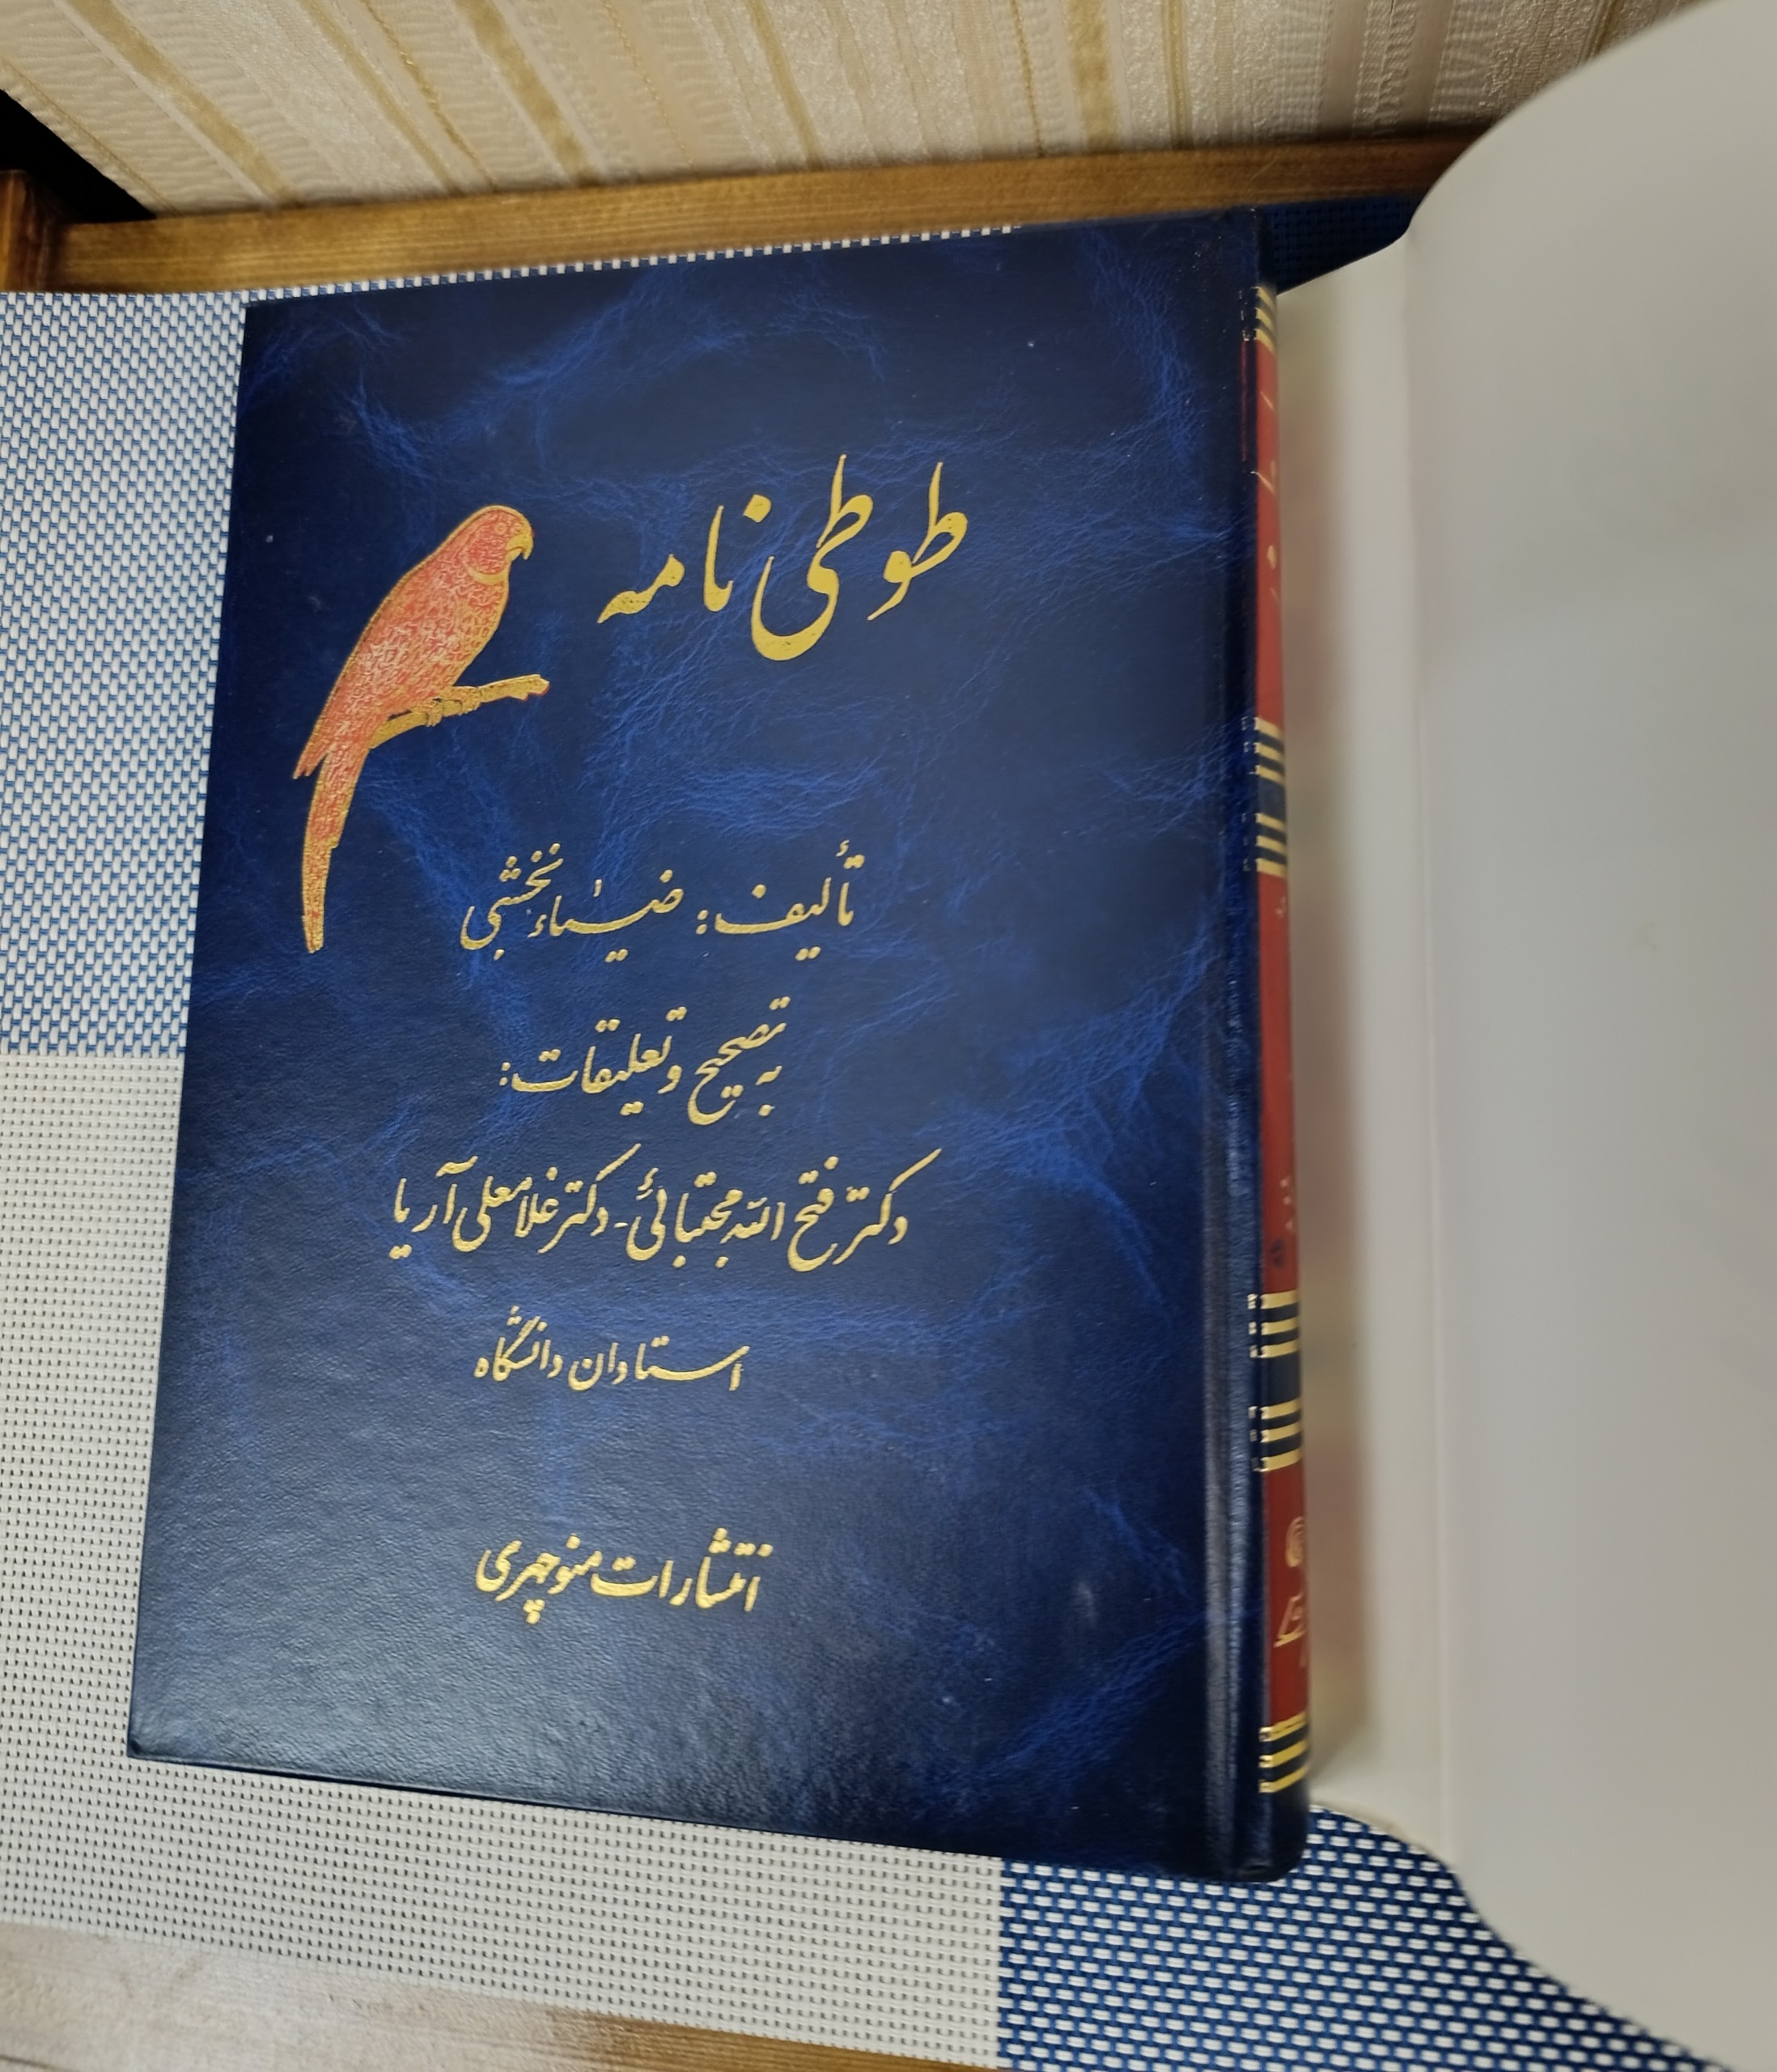 طوطی نامه
تألیف: ضیاء نخشبی
به تصحیح و تعلیقات:
دکتر فتح الله مجتبائی - دکتر غلامعلی آریا
استادان دانشگاه
انتشارات منوچهری